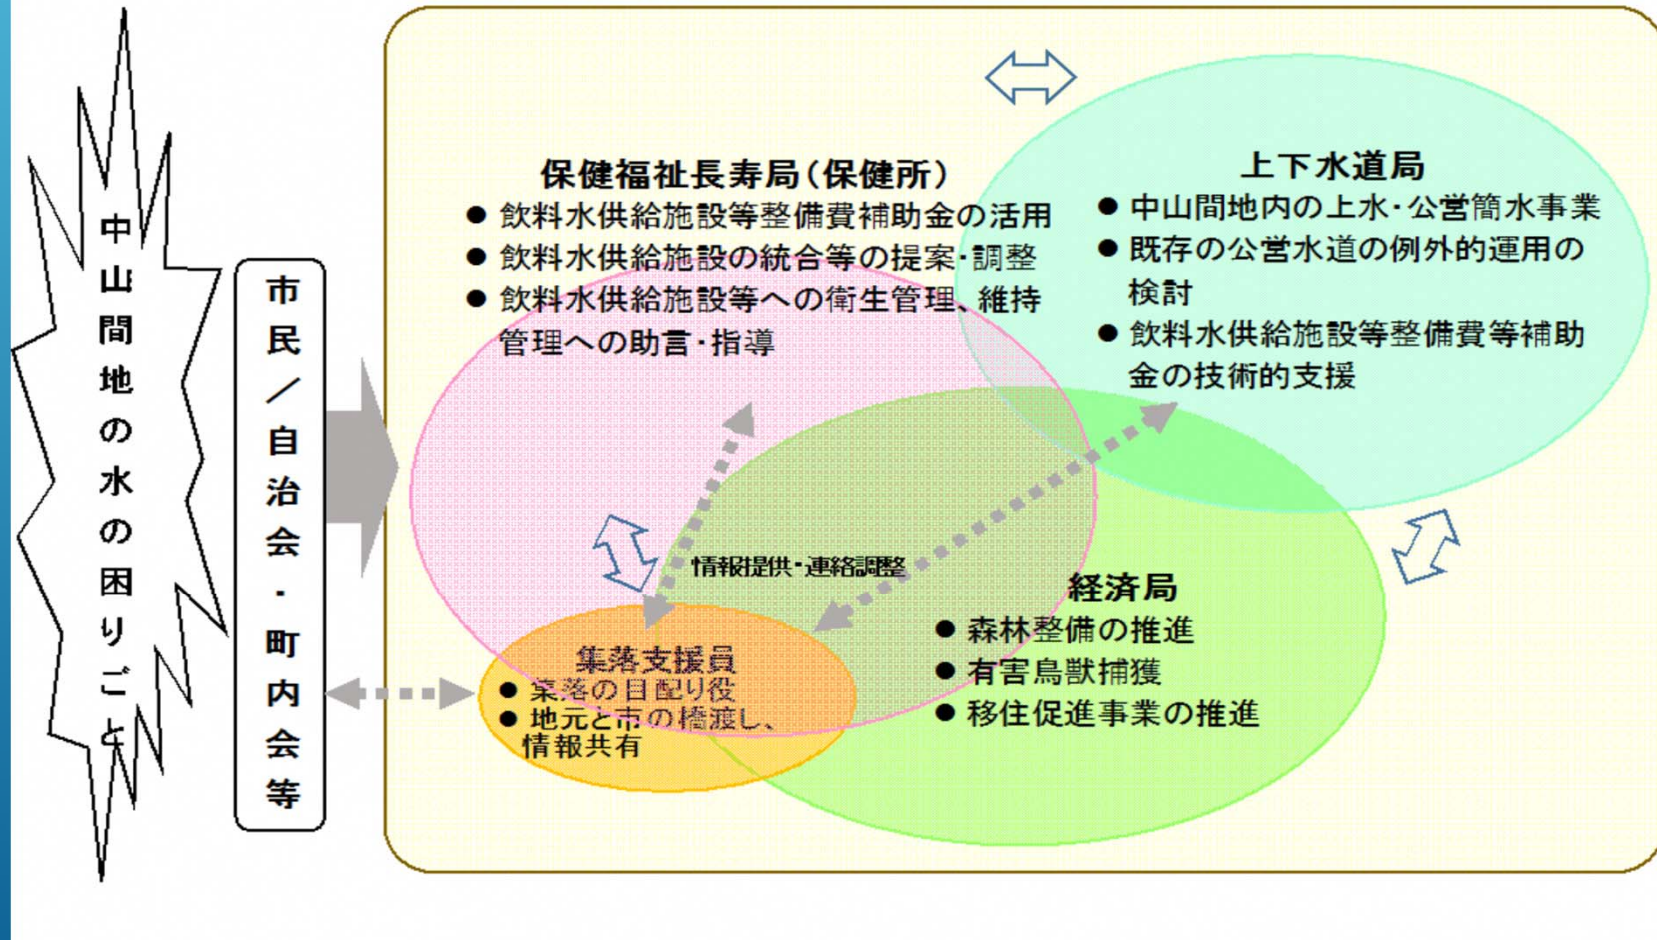 中山間地の水の困りごと
市民／自治会・町内会等
保健福祉長寿局（保健所）
● 飲料水供給施設等整備費補助金の活用
● 飲料水供給施設の統合等の提案・調整
● 飲料水供給施設等への衛生管理、維持
管理への助言・指導
上下水道局
● 中山間地内の上水・公営簡水事業
● 既存の公営水道の例外的運用の
検討
● 飲料水供給施設等整備費等補助
金の技術的支援
情報提供・連絡調整
経済局
● 森林整備の推進
● 有害鳥獣捕獲
● 移住促進事業の推進
集落支援員
● 集落の目配り役
● 地元と市の橋渡し、
情報共有